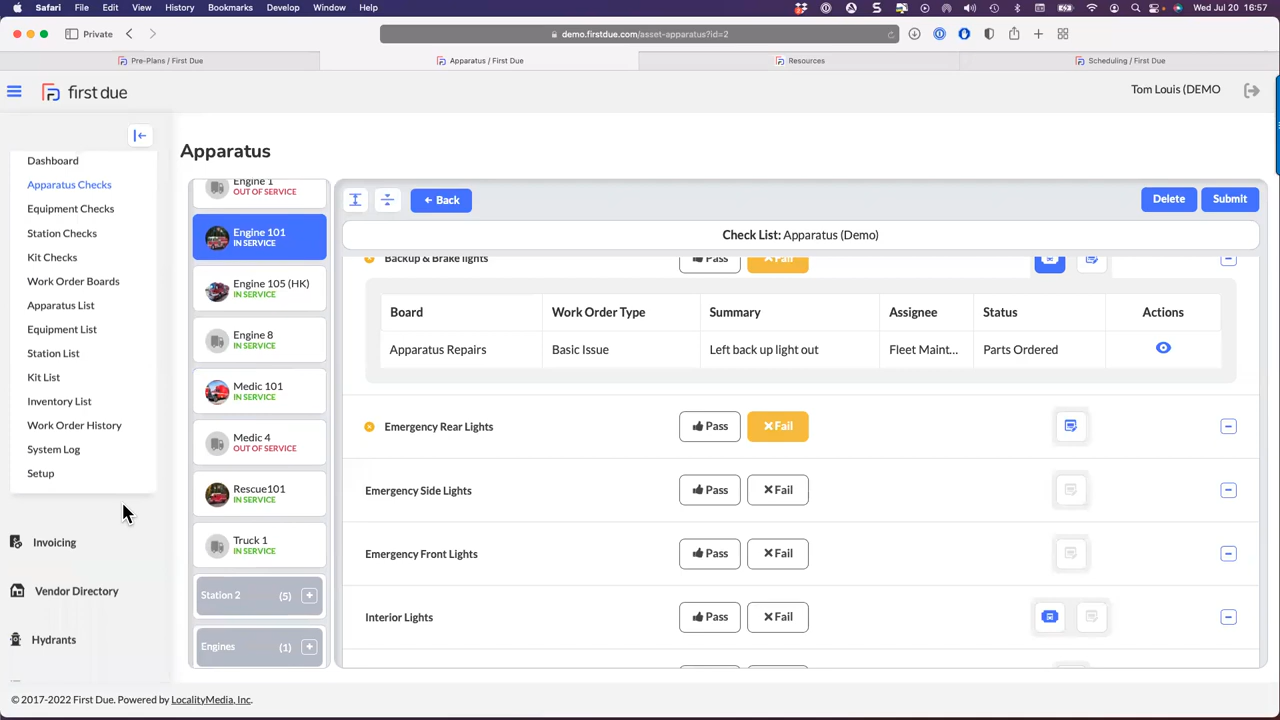 Safari File Edit View History Bookmarks Develop Window Help
Wed Jul 20 16:57
Private
demo.firstdue.com/asset-apparatus?id=2
Pre-Plans / First Due
Apparatus / First Due
Resources
Scheduling / First Due
first due
Tom Louis (DEMO
Apparatus
Dashboard
Apparatus Checks
Equipment Checks
Station Checks
Kit Checks
Work Order Boards
Apparatus List
Equipment List
Station List
Kit List
Inventory List
Work Order History
System Log
Setup
Invoicing
Vendor Directory
Hydrants
Engine 1
OUT OF SERVICE
Engine 101
IN SERVICE
Engine 105 (HK)
IN SERVICE
Engine 8
IN SERVICE
Medic 101
IN SERVICE
Medic 4
OUT OF SERVICE
Rescue101
IN SERVICE
Truck 1
IN SERVICE
Station 2 (5)
Engines (1)
Back
Delete
Submit
Check List: Apparatus (Demo)
Backup & Brake lights Pass Fail
Board Work Order Type Summary Assignee Status Actions
Apparatus Repairs Basic Issue Left back up light out Fleet Maint... Parts Ordered
Emergency Rear Lights Pass Fail
Emergency Side Lights Pass Fail
Emergency Front Lights Pass Fail
Interior Lights Pass Fail
© 2017-2022 First Due. Powered by LocalityMedia, Inc.